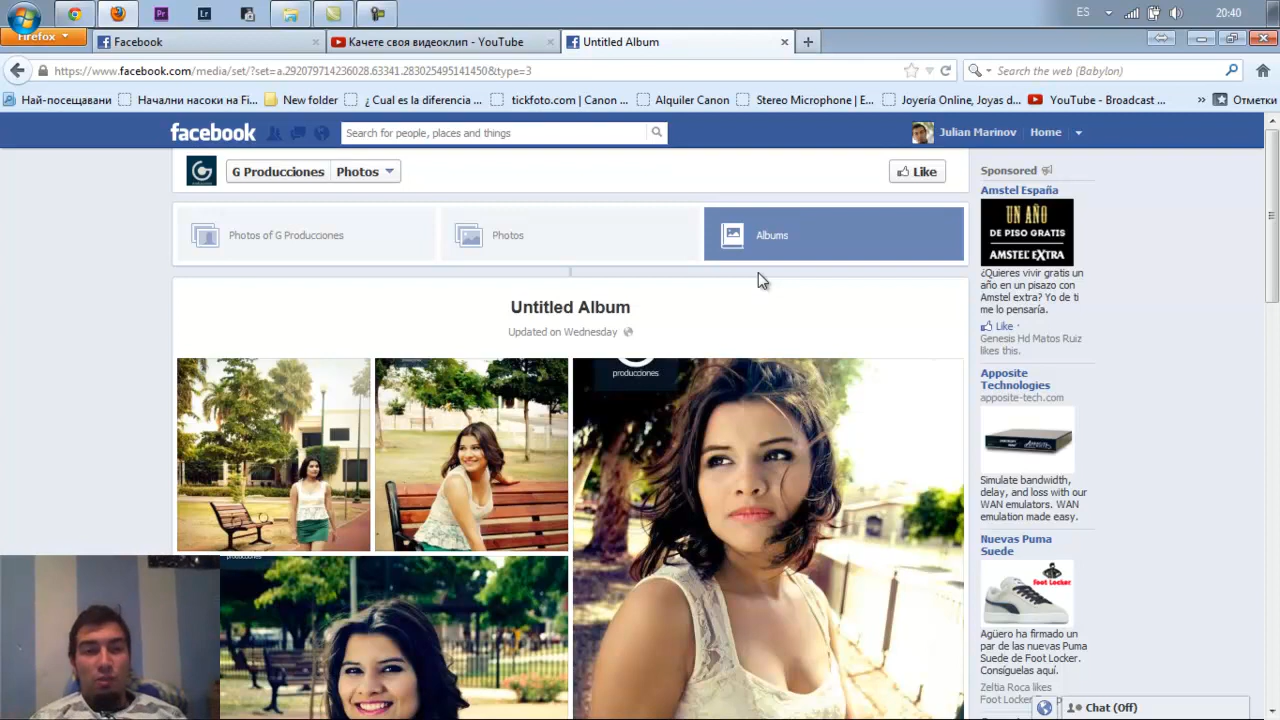 ES
20:40
Firefox
Facebook
Качете своя видеоклип - YouTube
Untitled Album
https://www.facebook.com/media/set/?set=a.292079714236028.63341.283025495141450&type=3
Search the web (Babylon)
Най-посещавани
Начални насоки на Fi...
New folder
¿ Cual es la diferencia ...
tickfoto.com | Canon ...
Alquiler Canon
Stereo Microphone | E...
Joyería Online, Joyas d...
YouTube - Broadcast ...
»
Отметки
facebook
Search for people, places and things
Julian Marinov
Home
G Producciones
Photos
Like
Photos of G Producciones
Photos
Albums
Untitled Album
Updated on Wednesday
producciones
Sponsored
Amstel España
UN AÑO
DE PISO GRATIS
AMSTEL EXTRA
¿Quieres vivir gratis un
año en un pisazo con
Amstel extra? Yo de ti
me lo pensaría.
Like ·
Genesis Hd Matos Ruiz
likes this.
Apposite
Technologies
apposite-tech.com
Simulate bandwidth,
delay, and loss with our
WAN emulators. WAN
emulation made easy.
Nuevas Puma
Suede
Foot Locker
Agüero ha firmado un
par de las nuevas Puma
Suede de Foot Locker.
Consíguelas aquí.
Zeltia Roca likes
Foot Locker
Chat (Off)